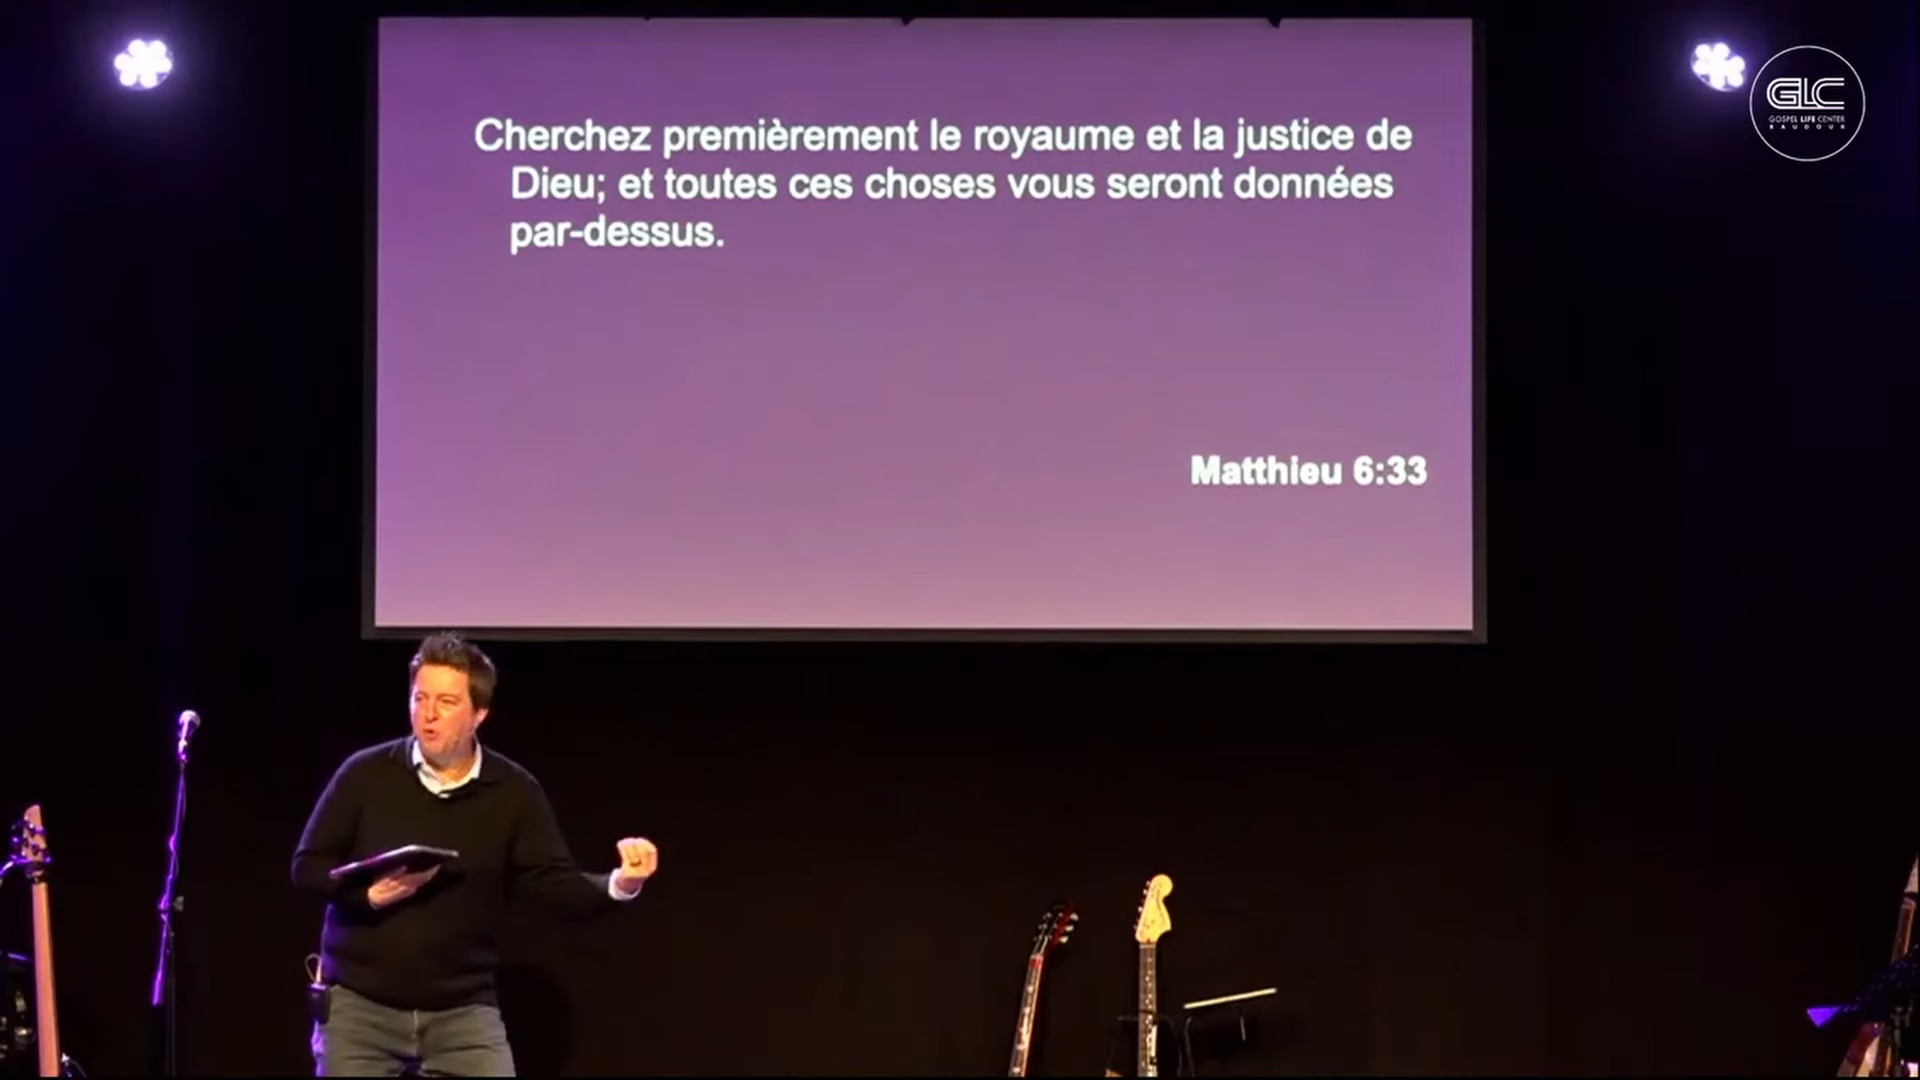 Cherchez premièrement le royaume et la justice de
Dieu; et toutes ces choses vous seront données
par-dessus.
Matthieu 6:33
GLC
GOSPEL LIFE CENTER
BAUDOUR